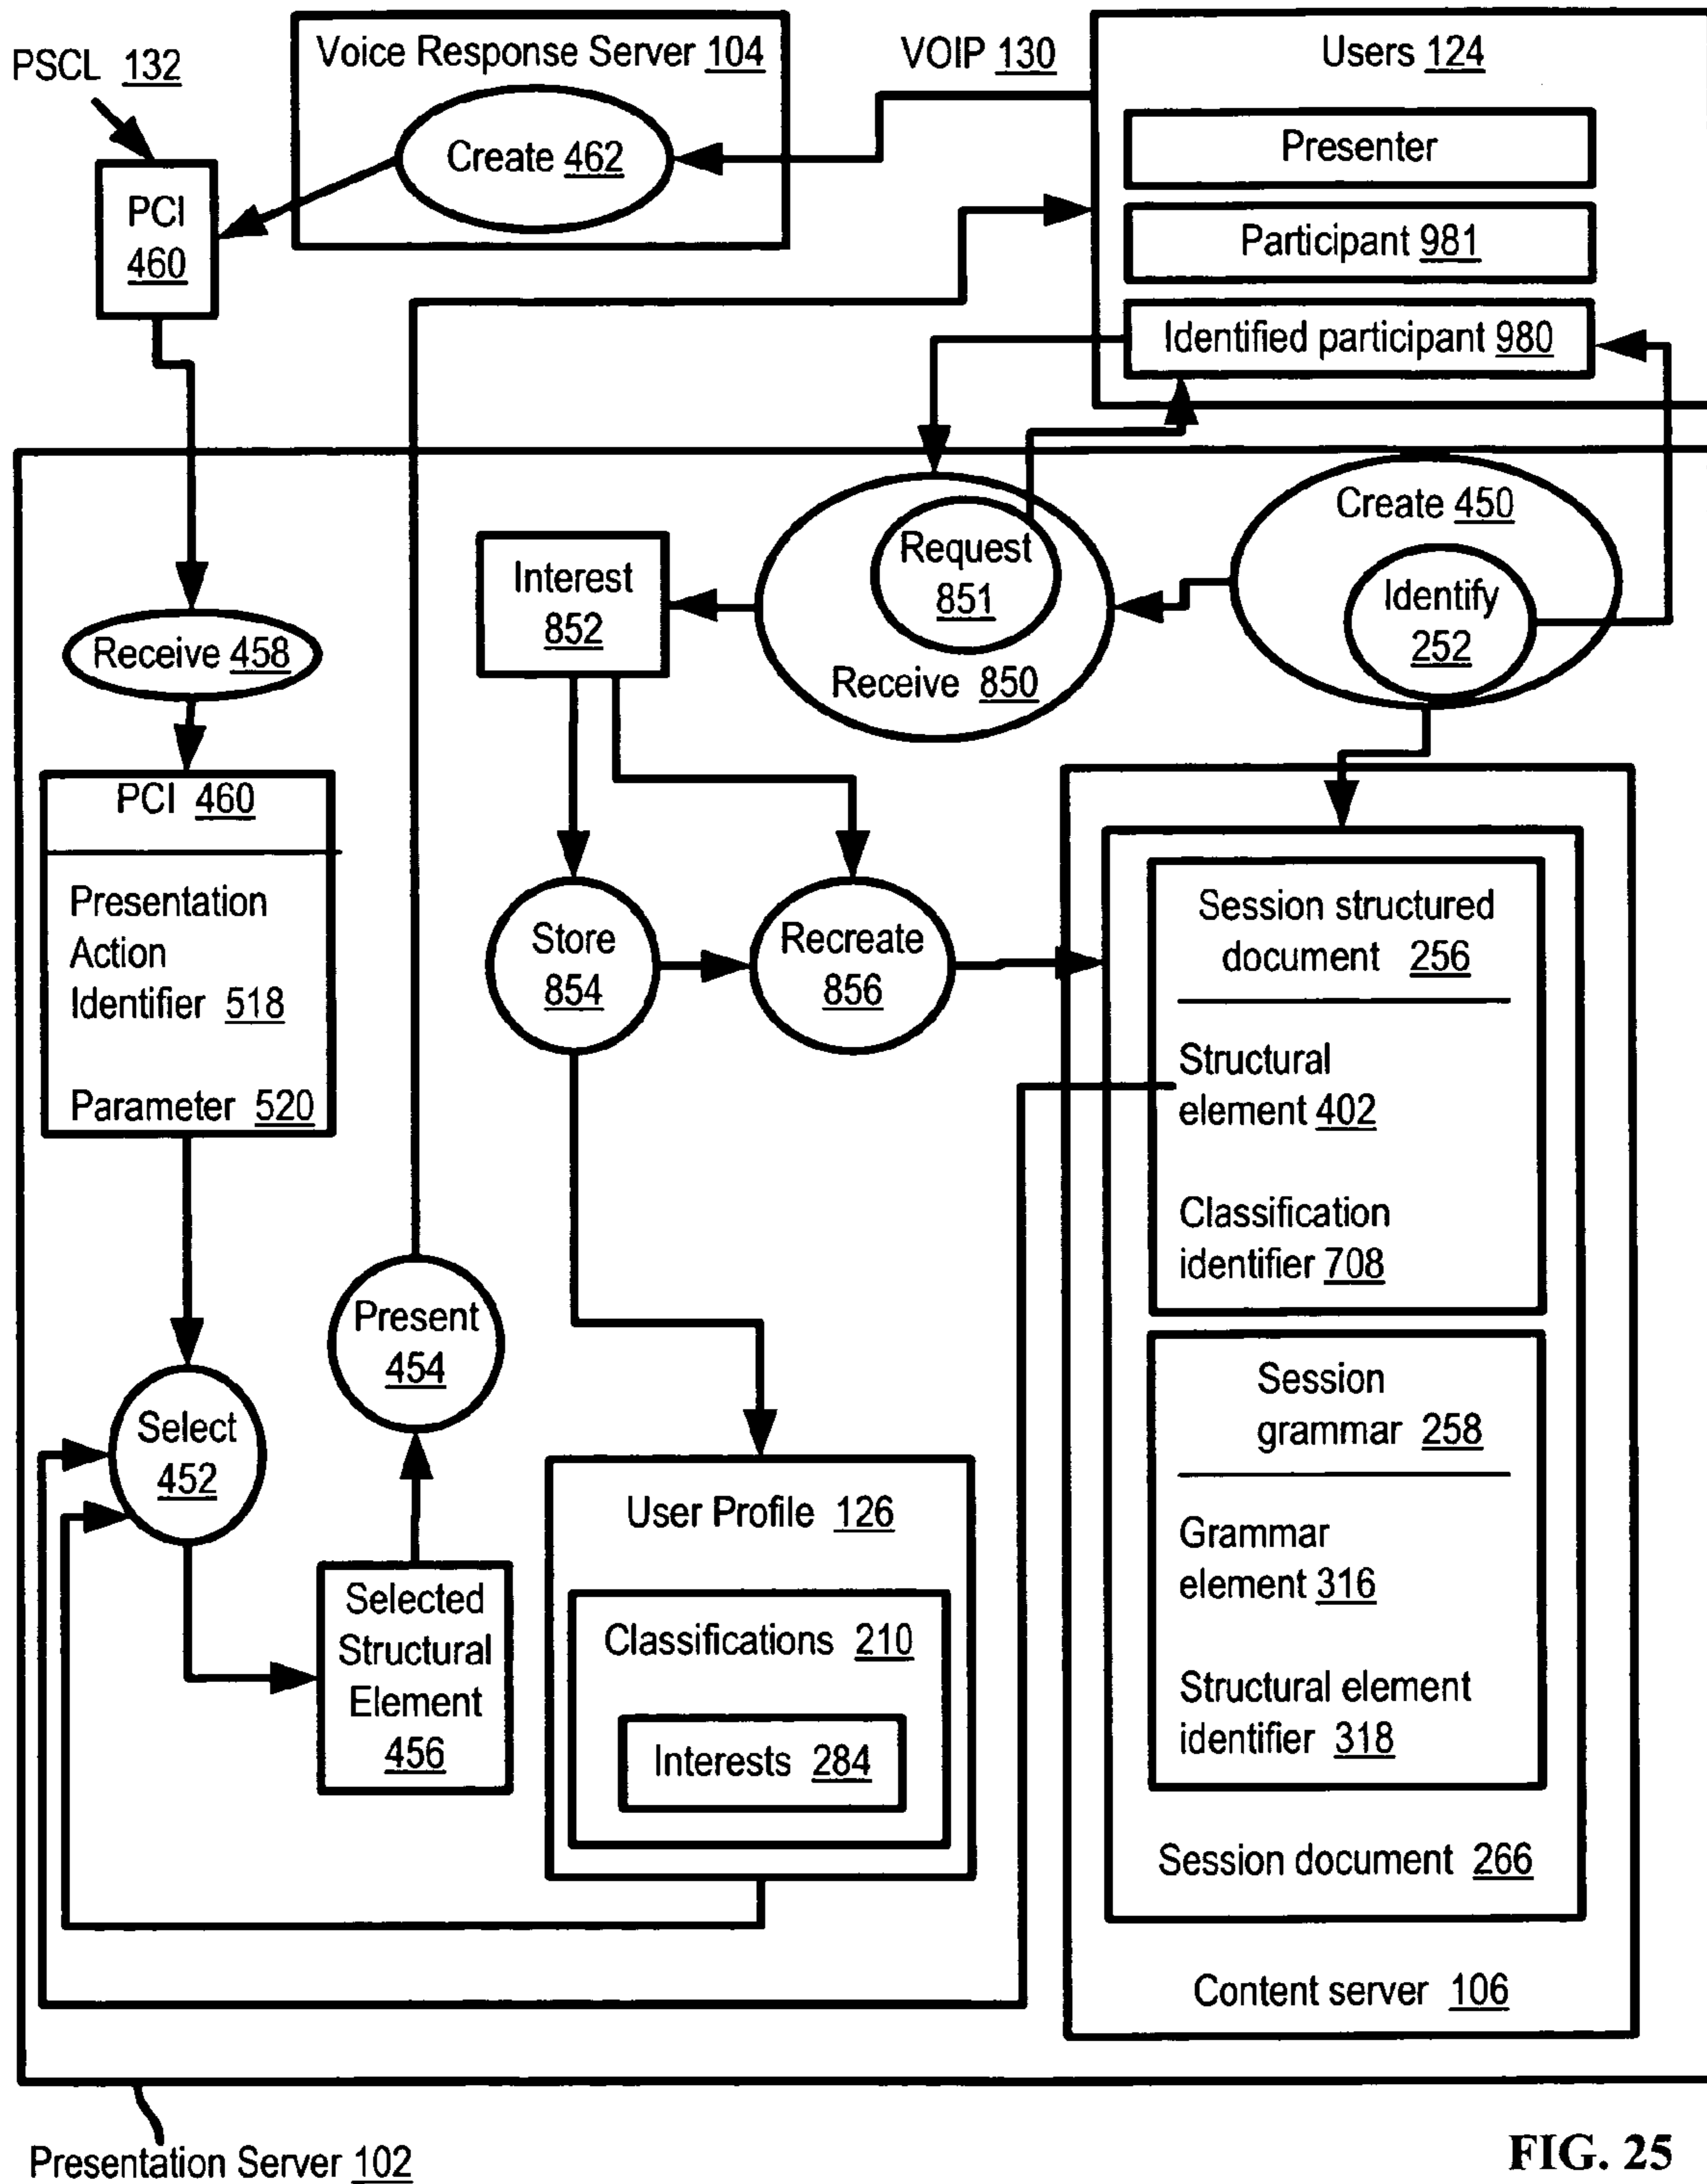 PSCL 132
Voice Response Server 104
Create 462
VOIP 130
Users 124
Presenter
Participant 981
Identified participant 980
PCI
460
Create 450
Identify
252
Request
851
Receive 850
Interest
852
Receive 458
PCI 460
Presentation
Action
Identifier 518
Parameter 520
Store
854
Recreate
856
Session structured
document 256
Structural
element 402
Classification
identifier 708
Present
454
Select
452
Session
grammar 258
Grammar
element 316
Structural element
identifier 318
Selected
Structural
Element
456
User Profile 126
Classifications 210
Interests 284
Session document 266
Content server 106
Presentation Server 102
FIG. 25